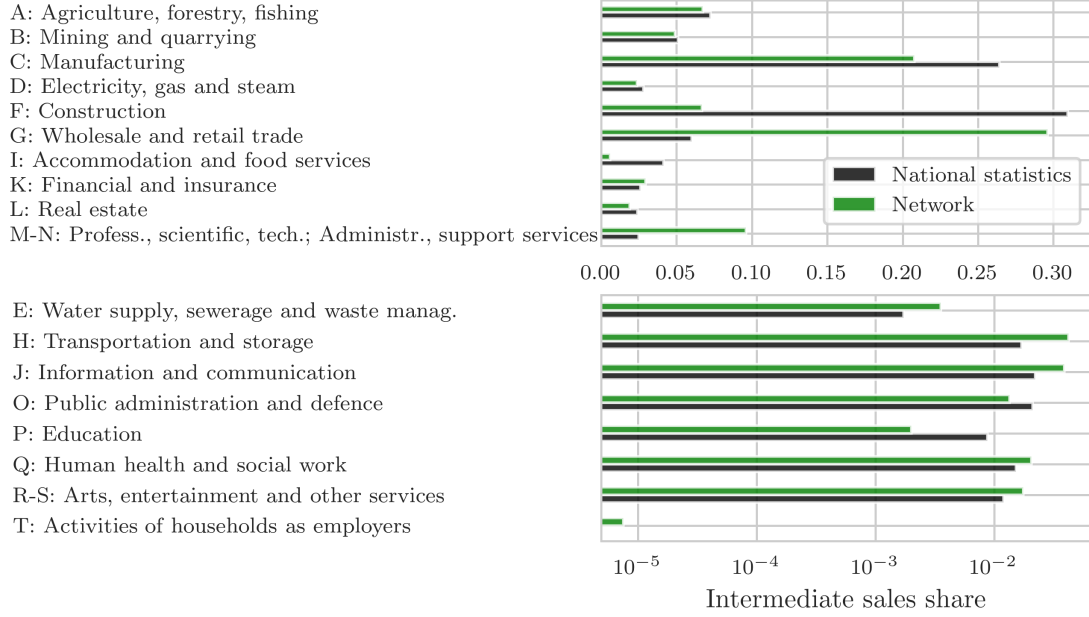 A: Agriculture, forestry, fishing
B: Mining and quarrying
C: Manufacturing
D: Electricity, gas and steam
F: Construction
G: Wholesale and retail trade
I: Accommodation and food services
K: Financial and insurance
L: Real estate
M-N: Profess., scientific, tech.; Administr., support services
National statistics
Network
0.00 0.05 0.10 0.15 0.20 0.25 0.30
E: Water supply, sewerage and waste manag.
H: Transportation and storage
J: Information and communication
O: Public administration and defence
P: Education
Q: Human health and social work
R-S: Arts, entertainment and other services
T: Activities of households as employers
10⁻⁵ 10⁻⁴ 10⁻³ 10⁻²
Intermediate sales share